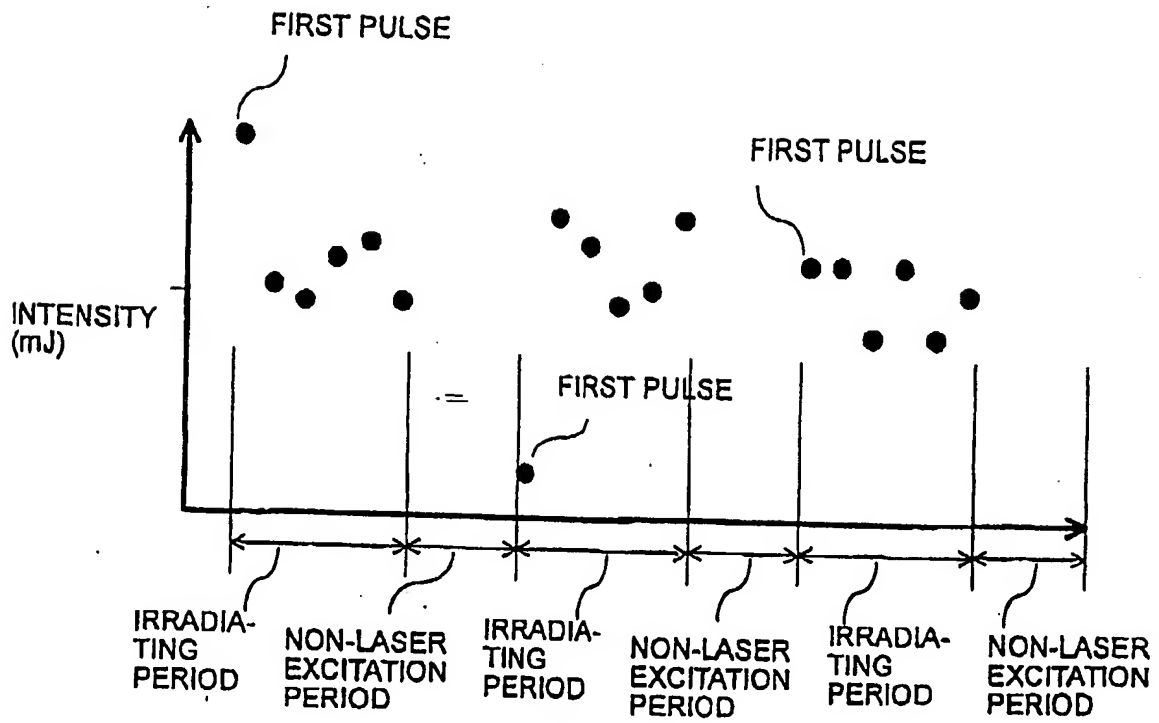 FIRST PULSE
FIRST PULSE
INTENSITY
(mJ)
FIRST PULSE
IRRADIA-
TING
PERIOD
NON-LASER
EXCITATION
PERIOD
IRRADIA-
TING
PERIOD
NON-LASER
EXCITATION
PERIOD
IRRADIA-
TING
PERIOD
NON-LASER
EXCITATION
PERIOD